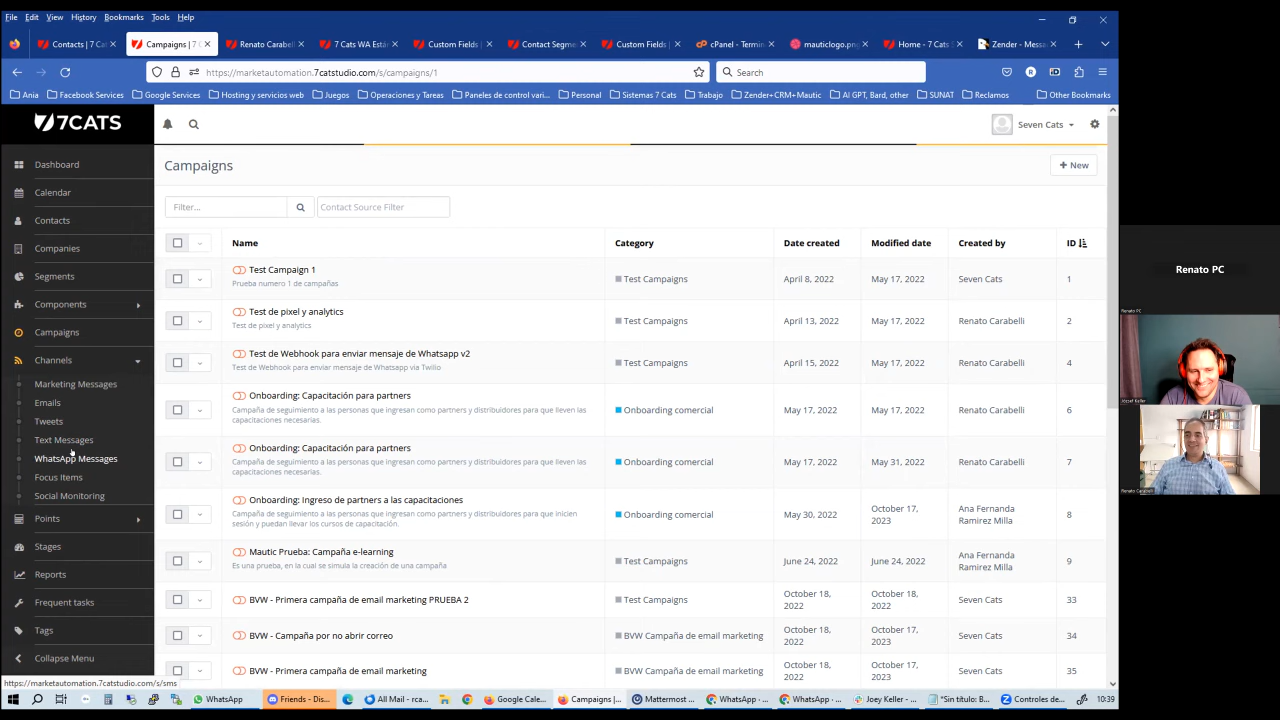 File Edit View History Bookmarks Tools Help
Contacts | 7 Cat
Campaigns | 7 C
Renato Carabell
7 Cats WA Está
Custom Fields |
Contact Segme
Custom Fields |
cPanel - Termin
mauticlogo.png
Home - 7 Cats S
Zender - Messa
https://marketautomation.7catstudio.com/s/campaigns/1
Search
Ania Facebook Services Google Services Hosting y servicios web Juegos Operaciones y Tareas Paneles de control vari... Personal Sistemas 7 Cats Trabajo Zender+CRM+Mautic AI GPT, Bard, other SUNAT Reclamos Other Bookmarks
7CATS
Seven Cats
Dashboard
Calendar
Contacts
Companies
Segments
Components
Campaigns
Channels
Marketing Messages
Emails
Tweets
Text Messages
WhatsApp Messages
Focus Items
Social Monitoring
Points
Stages
Reports
Frequent tasks
Tags
Collapse Menu
Campaigns
+ New
Filter...
Contact Source Filter
Name Category Date created Modified date Created by ID
Test Campaign 1
Prueba numero 1 de campañas
Test Campaigns April 8, 2022 May 17, 2022 Seven Cats 1
Test de pixel y analytics
Test de pixel y analytics
Test Campaigns April 13, 2022 May 17, 2022 Renato Carabelli 2
Test de Webhook para enviar mensaje de Whatsapp v2
Test de Webhook para enviar mensaje de Whatsapp via Twilio
Test Campaigns April 15, 2022 May 17, 2022 Renato Carabelli 4
Onboarding: Capacitación para partners
Campaña de seguimiento a las personas que ingresan como partners y distribuidores para que lleven las
capacitaciones necesarias.
Onboarding comercial May 17, 2022 May 17, 2022 Renato Carabelli 6
Onboarding: Capacitación para partners
Campaña de seguimiento a las personas que ingresan como partners y distribuidores para que lleven las
capacitaciones necesarias.
Onboarding comercial May 17, 2022 May 31, 2022 Renato Carabelli 7
Onboarding: Ingreso de partners a las capacitaciones
Campaña de seguimiento a las personas que ingresan como partners y distribuidores para que inicien
sesión y puedan llevar los cursos de capacitación.
Onboarding comercial May 30, 2022 October 17, 2023 Ana Fernanda Ramirez Milla 8
Mautic Prueba: Campaña e-learning
Es una prueba, en la cual se simula la creación de una campaña
Test Campaigns June 24, 2022 May 17, 2022 Ana Fernanda Ramirez Milla 9
BVW - Primera campaña de email marketing PRUEBA 2
Test Campaigns October 18, 2022 October 18, 2022 Seven Cats 33
BVW - Campaña por no abrir correo
BVW Campaña de email marketing October 18, 2022 October 17, 2023 Seven Cats 34
BVW - Primera campaña de email marketing
BVW Campaña de email marketing October 18, 2022 October 17, 2023 Seven Cats 35
https://marketautomation.7catstudio.com/s/sms
WhatsApp
Friends - Dis...
All Mail - rca...
Google Cale...
Campaigns |...
Mattermost ...
WhatsApp - ...
WhatsApp - ...
Joey Keller - ...
*Sin título: B...
Controles de...
10:39
Renato PC
Renato PC
József Keller
Renato Carabelli